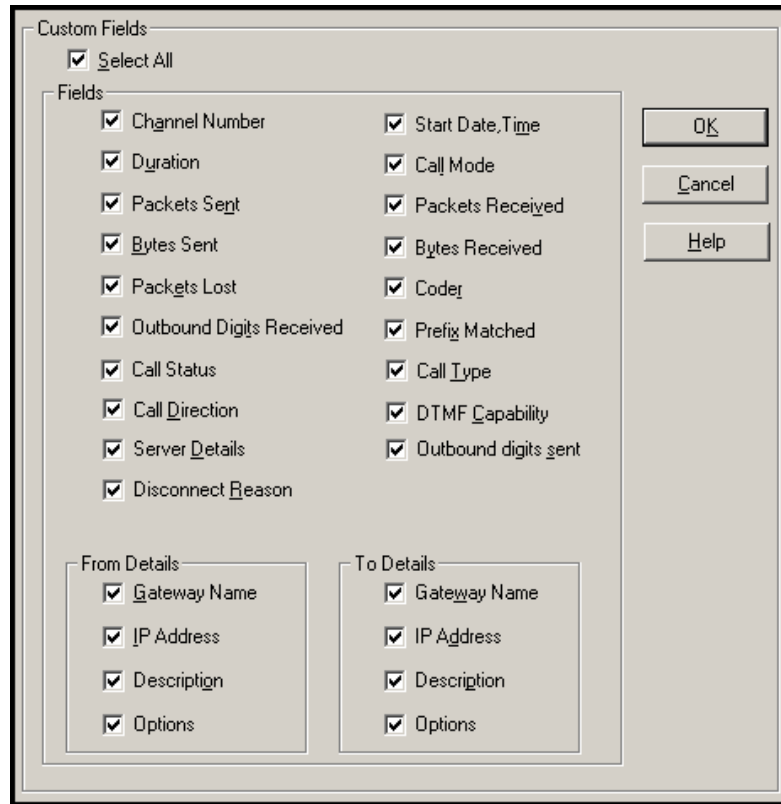 Custom Fields
Select All
Fields
Channel Number
Start Date,Time
Duration
Call Mode
Packets Sent
Packets Received
Bytes Sent
Bytes Received
Packets Lost
Coder
Outbound Digits Received
Prefix Matched
Call Status
Call Type
Call Direction
DTMF Capability
Server Details
Outbound digits sent
Disconnect Reason
From Details
Gateway Name
IP Address
Description
Options
To Details
Gateway Name
IP Address
Description
Options
OK
Cancel
Help